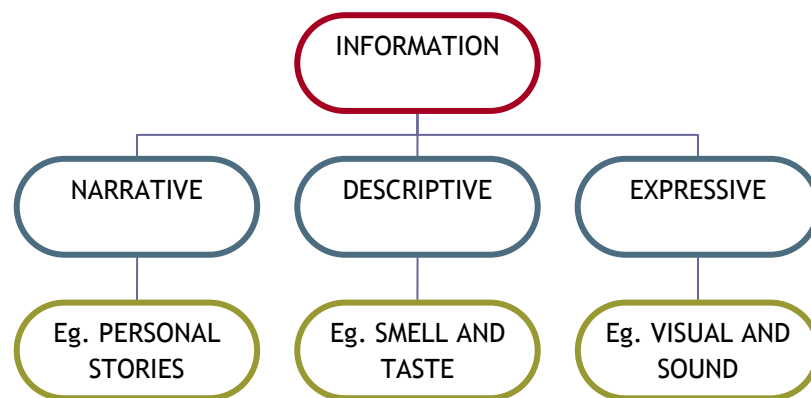 INFORMATION
NARRATIVE
DESCRIPTIVE
EXPRESSIVE
Eg. PERSONAL
STORIES
Eg. SMELL AND
TASTE
Eg. VISUAL AND
SOUND